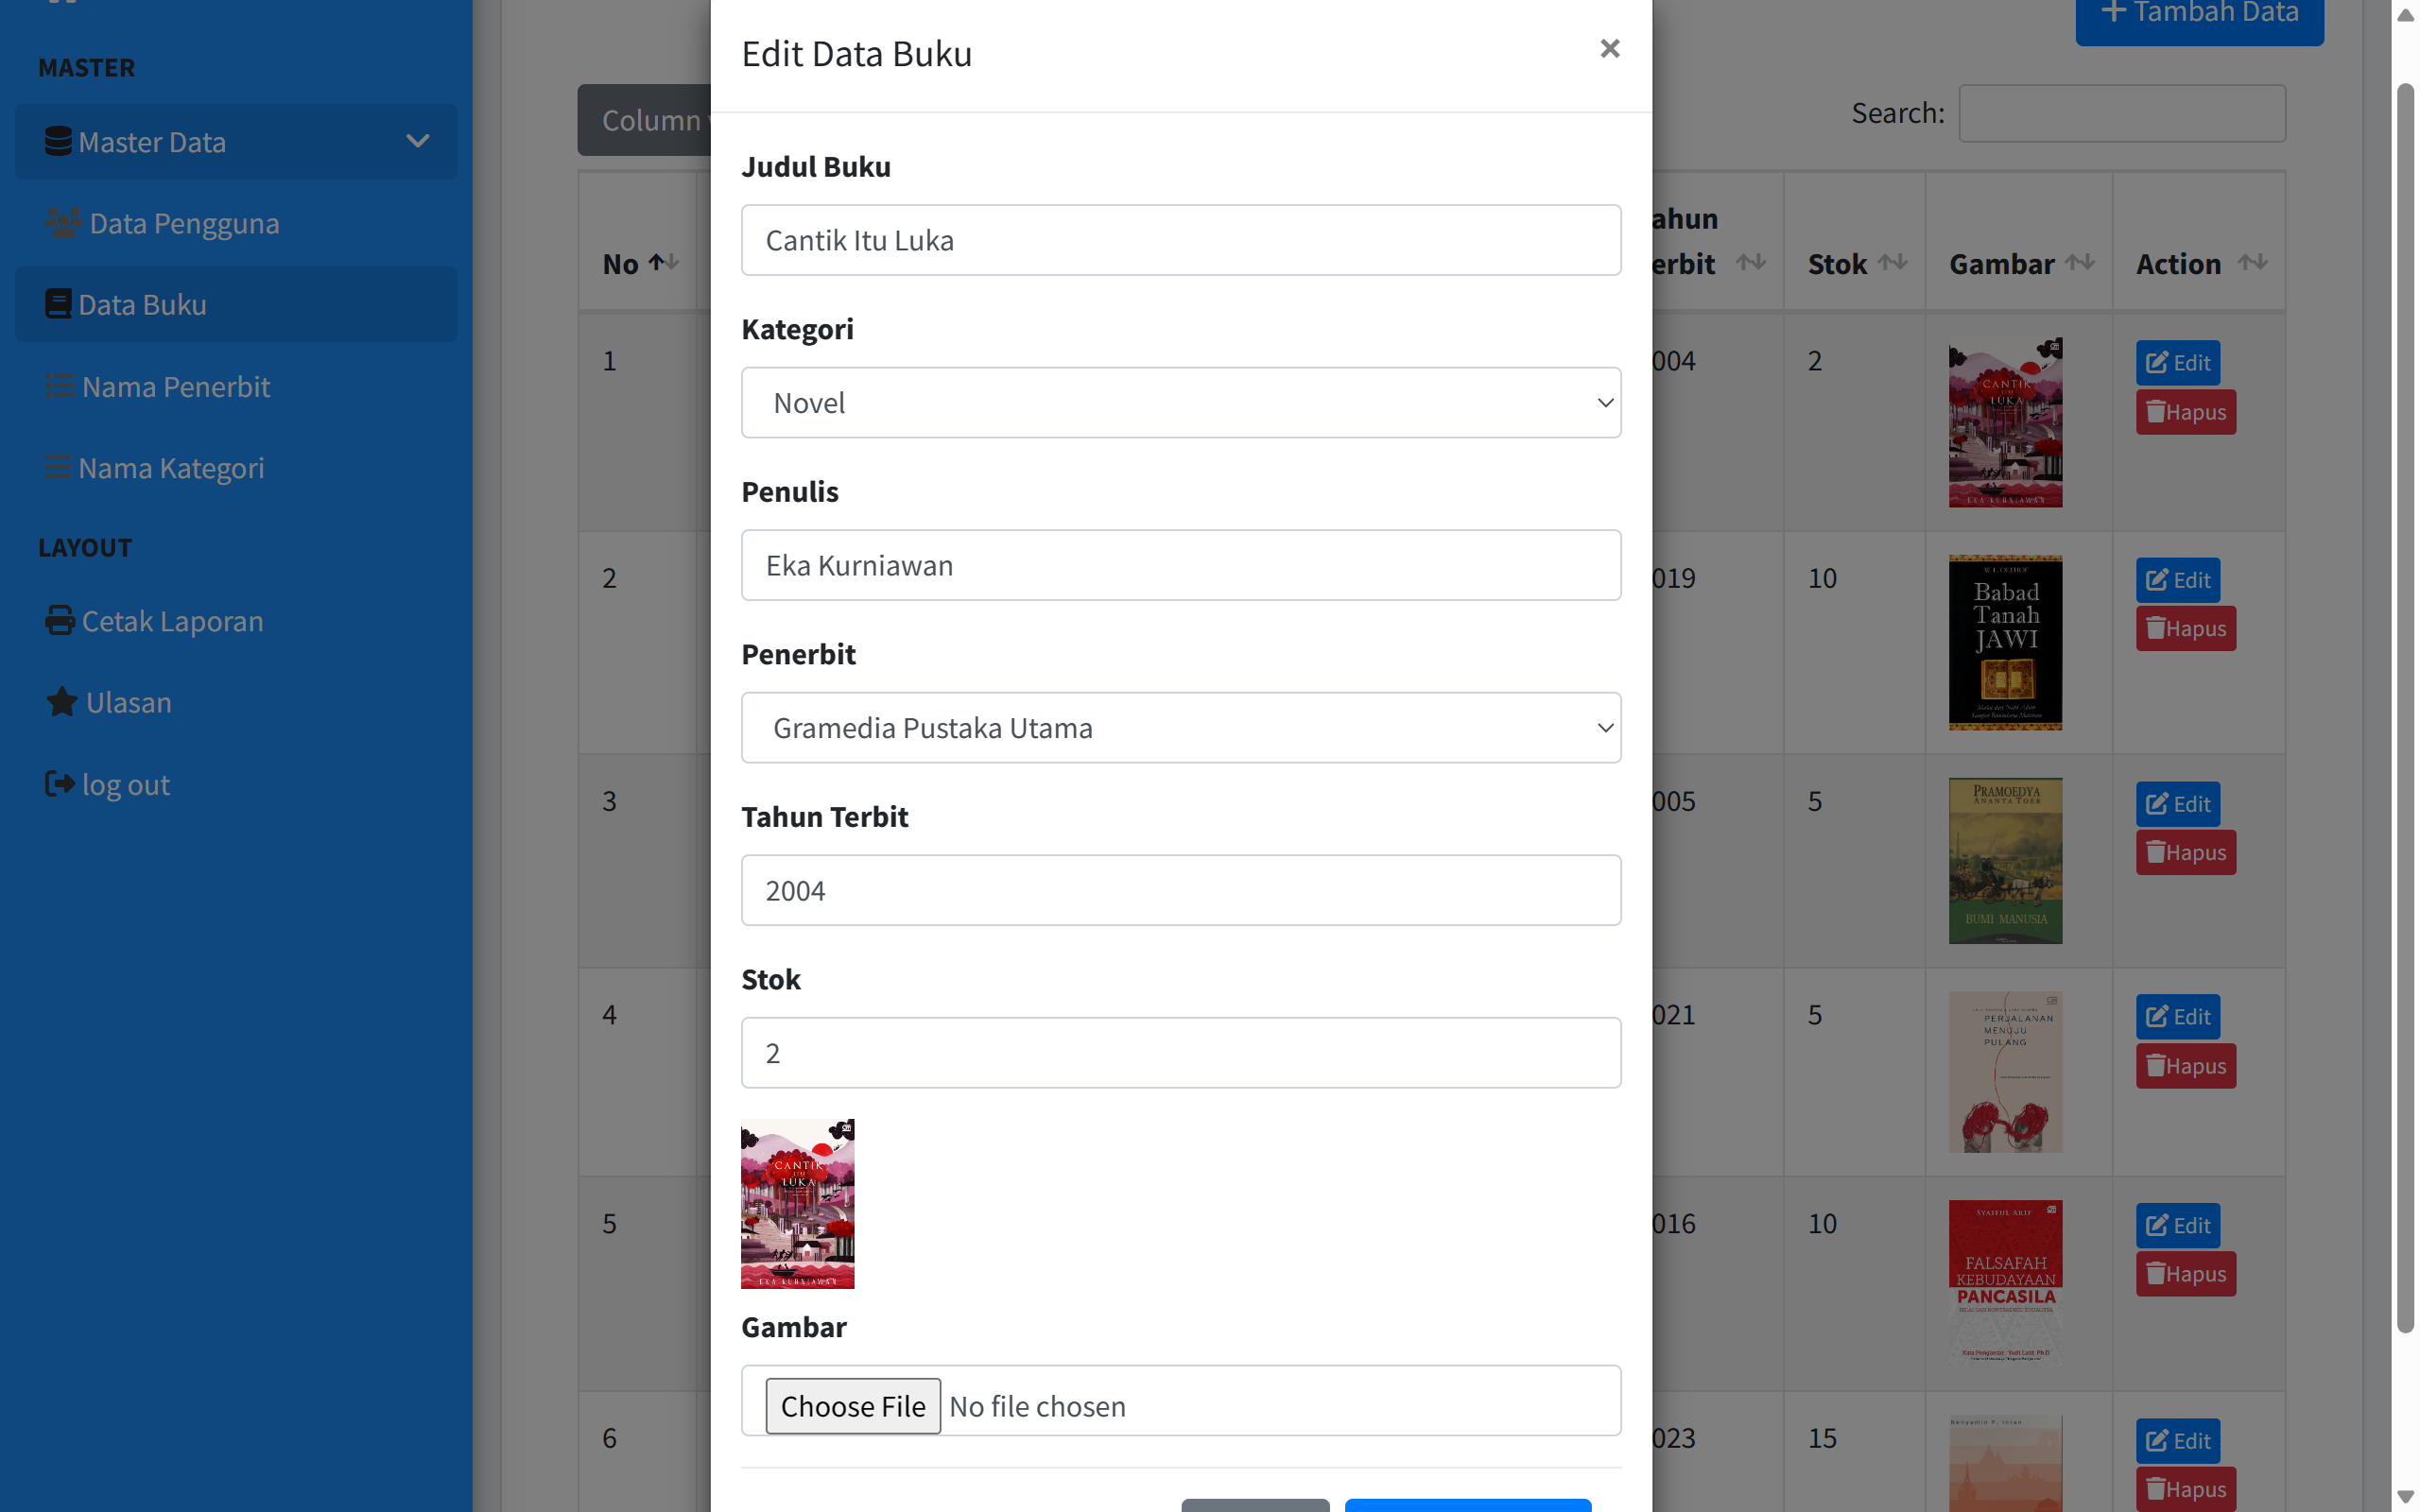 MASTER
Master Data
Data Pengguna
Data Buku
Nama Penerbit
Nama Kategori
LAYOUT
Cetak Laporan
Ulasan
log out
Tambah Data
Column
Search:
No
ahun
erbit
Stok
Gambar
Action
Edit Data Buku
×
Judul Buku
Cantik Itu Luka
Kategori
Novel
Penulis
Eka Kurniawan
Penerbit
Gramedia Pustaka Utama
Tahun Terbit
2004
Stok
2
CANTIK
ITU
LUKA
EKA KURNIAWAN
Gambar
Choose File No file chosen
1
004
2
CANTIK
ITU
LUKA
EKA KURNIAWAN
Edit
Hapus
2
019
10
W. L. OLTHOF
Babad
Tanah
JAWI
Edit
Hapus
3
005
5
PRAMOEDYA
ANANTA TOER
BUMI MANUSIA
Edit
Hapus
4
021
5
PERJALANAN
MENUJU
PULANG
Edit
Hapus
5
016
10
SYAIFUL ARIF
FALSAFAH
KEBUDAYAAN
PANCASILA
Edit
Hapus
6
023
15
Benyamin F. Intan
Edit
Hapus